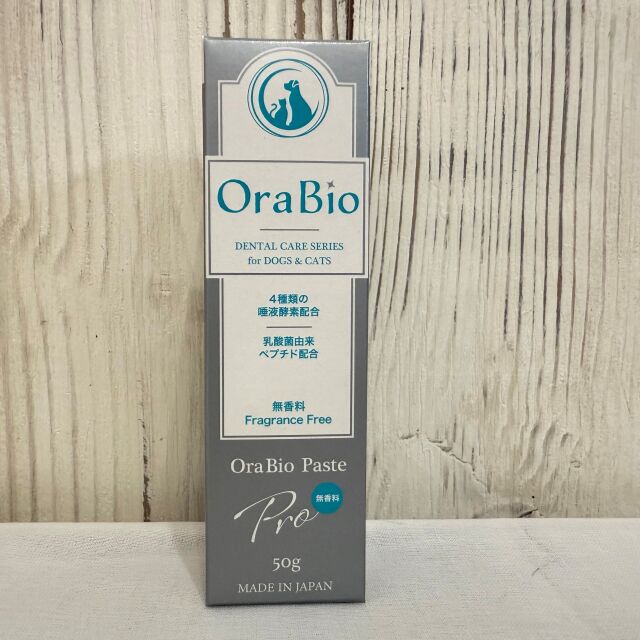 OraBio
DENTAL CARE SERIES
for DOGS & CATS
4種類の
唾液酵素配合
乳酸菌由来
ペプチド配合
無香料
Fragrance Free
OraBio Paste
Pro
無香料
50g
MADE IN JAPAN